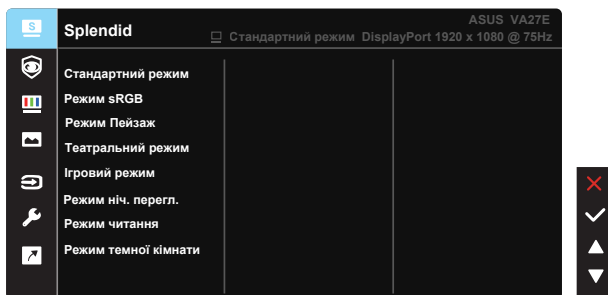 S
Splendid
ASUS VA27E
Стандартний режим DisplayPort 1920 x 1080 @ 75Hz
Стандартний режим
Режим sRGB
Режим Пейзаж
Театральний режим
Ігровий режим
Режим ніч. перегл.
Режим читання
Режим темної кімнати